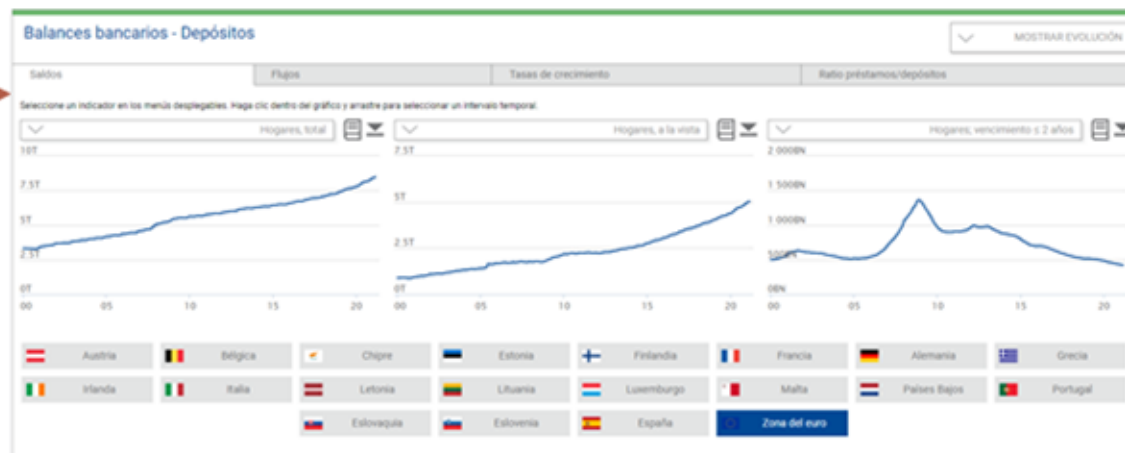 Balances bancarios - Depósitos
MOSTRAR EVOLUCIÓN
Saldos Flujos Tasas de crecimiento Ratio préstamos/depósitos
Seleccione un indicador en los menús desplegables. Haga clic dentro del gráfico y arrastre para seleccionar un intervalo temporal.
Hogares, total Hogares, a la vista Hogares, vencimiento ≤ 2 años
10T 7.5T 2 000BN
7.5T 5T 1 500BN
5T 2.5T 1 000BN
2.5T 500BN
0T 0T 0BN
00 05 10 15 20 00 05 10 15 20 00 05 10 15 20
Austria Bélgica Chipre Estonia Finlandia Francia Alemania Grecia
Irlanda Italia Letonia Lituania Luxemburgo Malta Países Bajos Portugal
Eslovaquia Eslovenia España Zona del euro